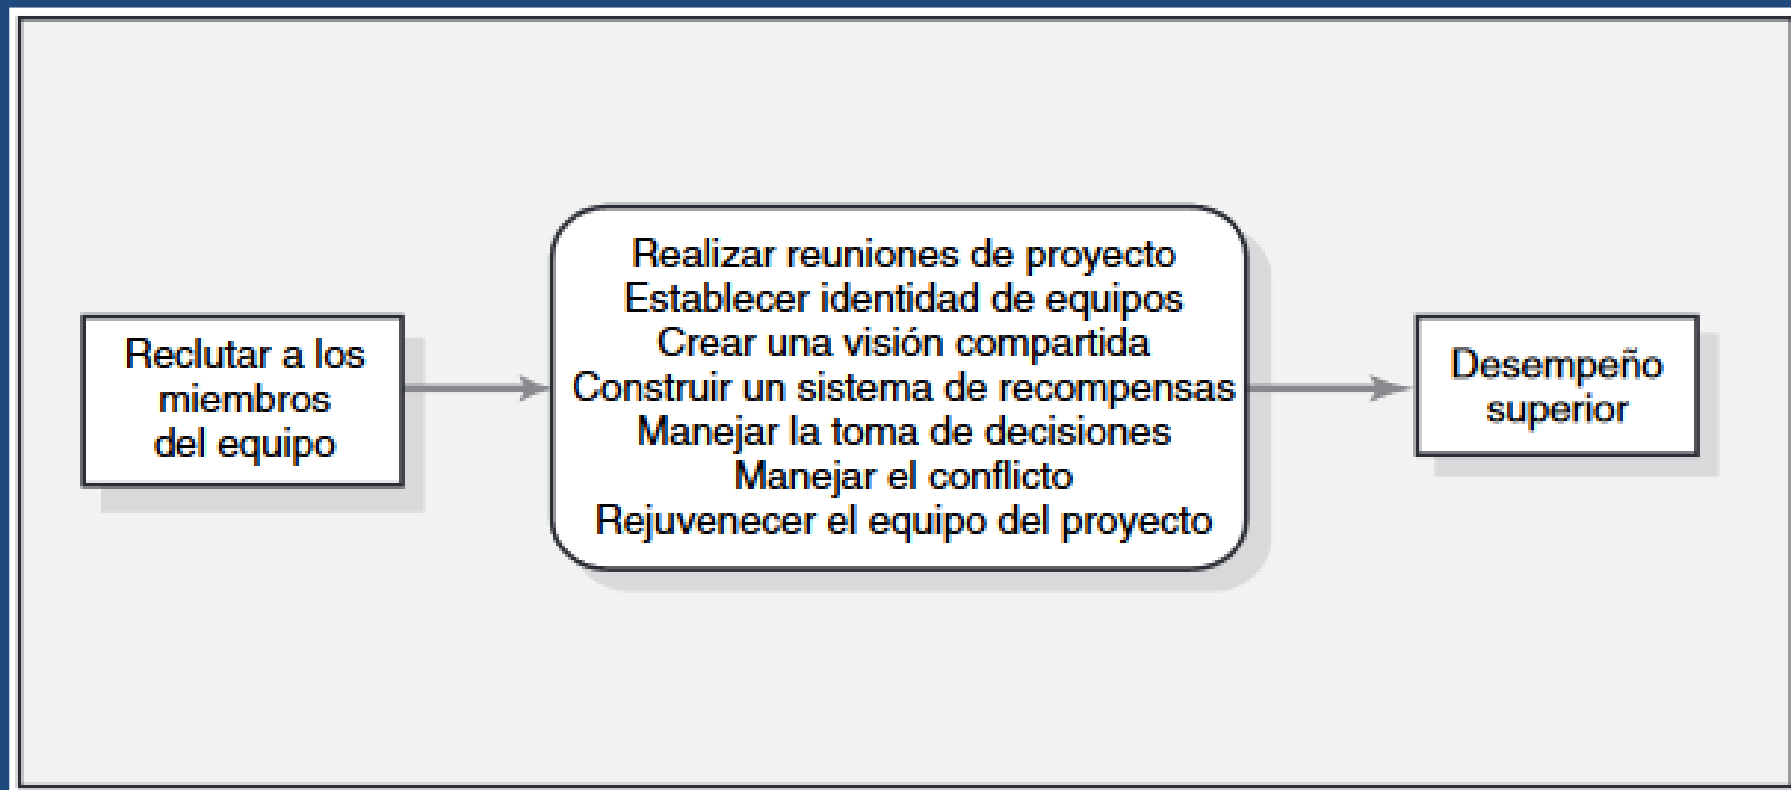 Reclutar a los
miembros
del equipo
Realizar reuniones de proyecto
Establecer identidad de equipos
Crear una visión compartida
Construir un sistema de recompensas
Manejar la toma de decisiones
Manejar el conflicto
Rejuvenecer el equipo del proyecto
Desempeño
superior